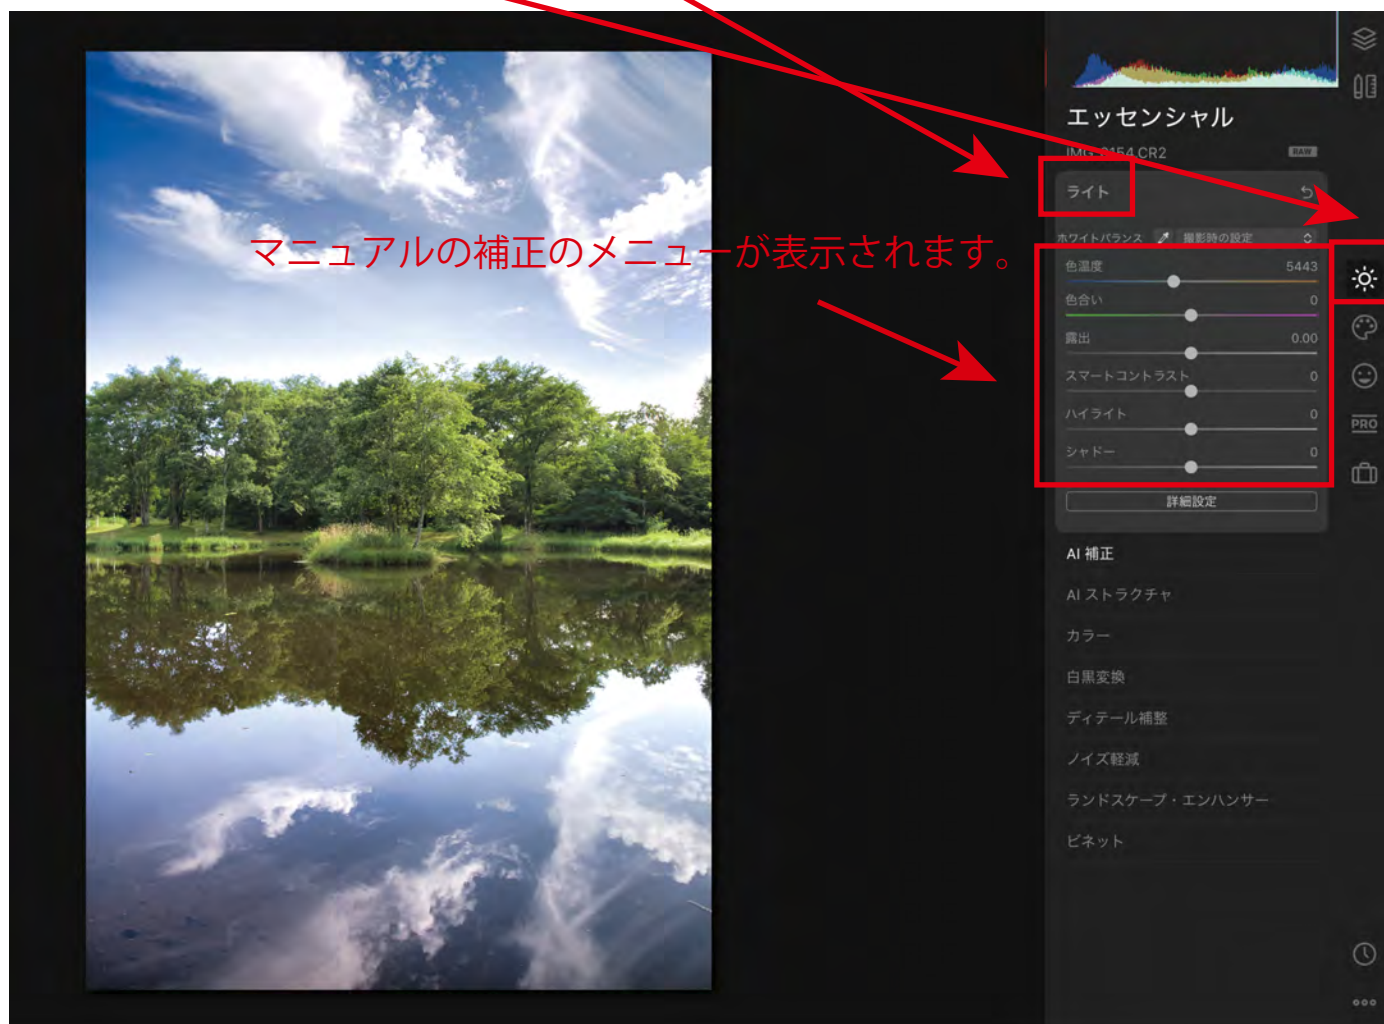 エッセンシャル
IMG_2154.CR2
RAW
ライト
ホワイトバランス 撮影時の設定
マニュアルの補正のメニューが表示されます。
色温度 5443
色合い 0
露出 0.00
スマートコントラスト 0
ハイライト 0
PRO
シャドー 0
詳細設定
AI 補正
AI ストラクチャ
カラー
白黒変換
ディテール補整
ノイズ軽減
ランドスケープ・エンハンサー
ビネット